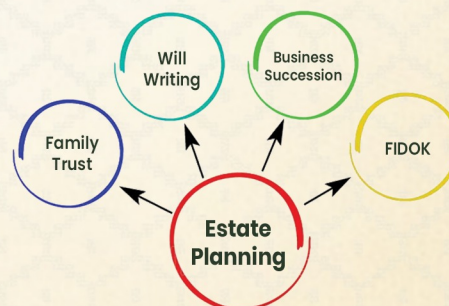 Family
Trust
Will
Writing
Business
Succession
FIDOK
Estate
Planning